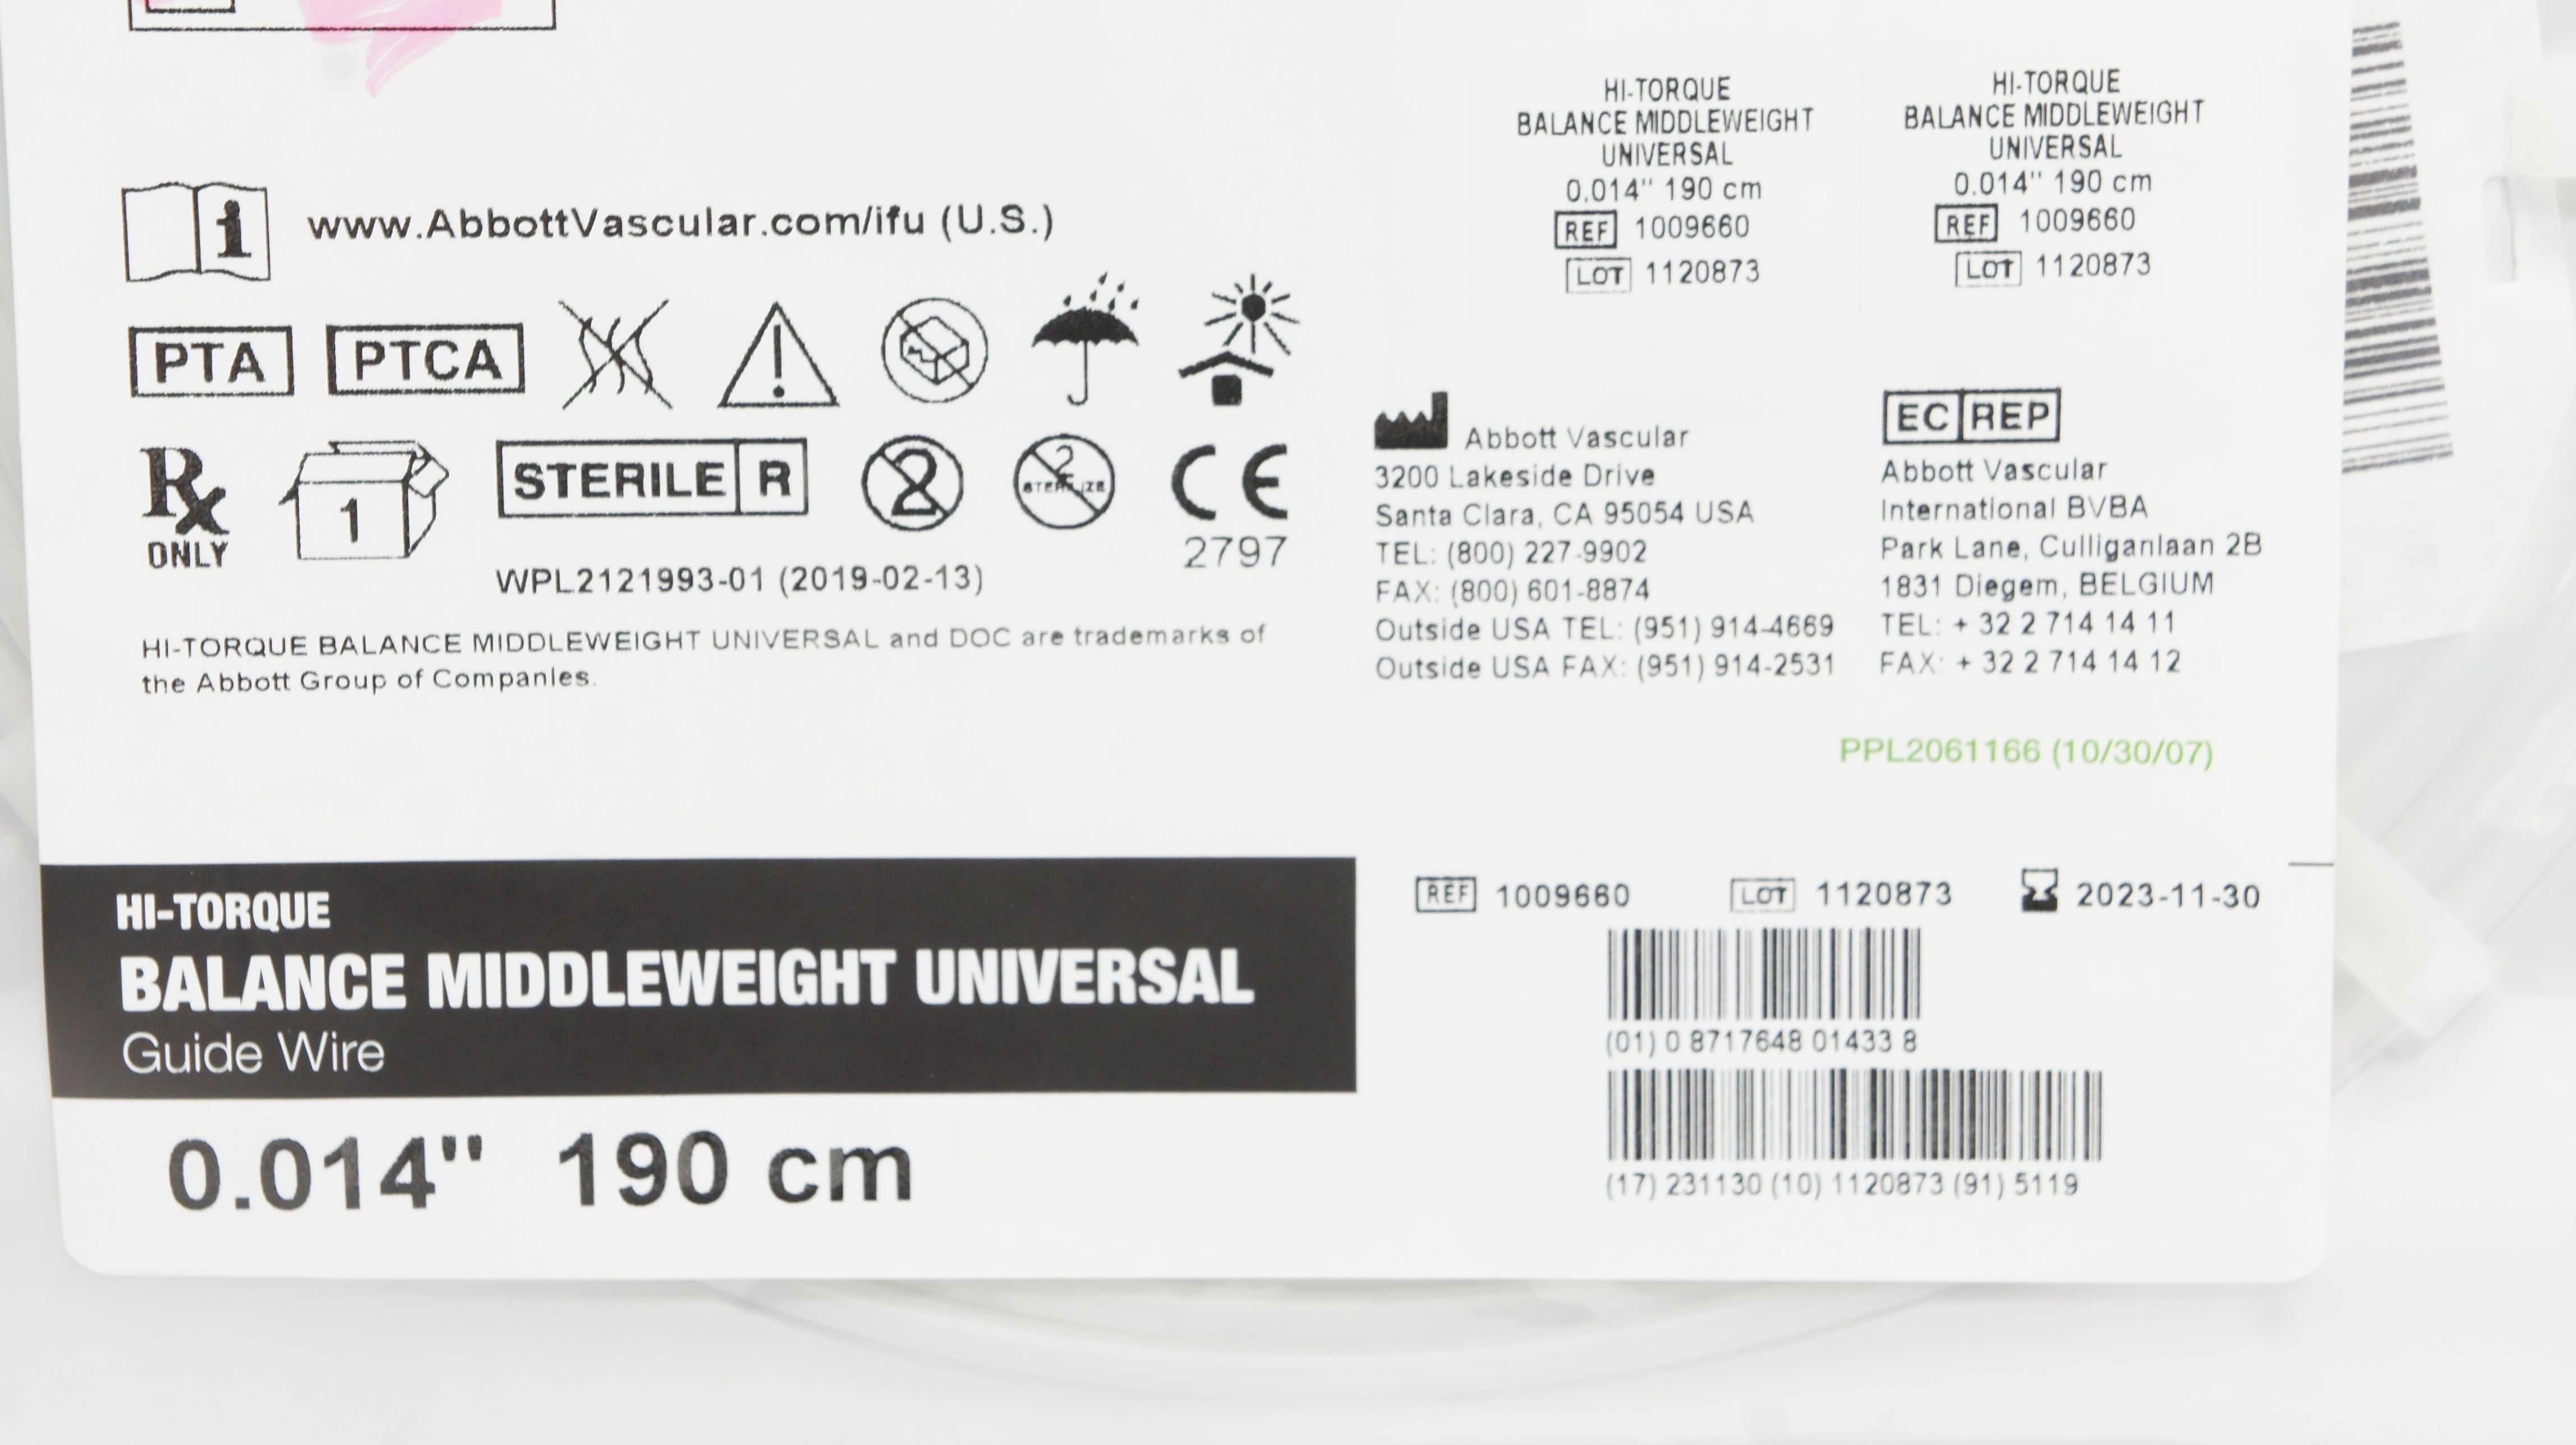 www.AbbottVascular.com/ifu (U.S.)
PTA PTCA
Rx ONLY
1
STERILE R
2
2 STERILIZE
CE 2797
WPL2121993-01 (2019-02-13)
HI-TORQUE BALANCE MIDDLEWEIGHT UNIVERSAL and DOC are trademarks of
the Abbott Group of Companies.
HI-TORQUE
BALANCE MIDDLEWEIGHT
UNIVERSAL
0.014" 190 cm
REF 1009660
LOT 1120873
HI-TORQUE
BALANCE MIDDLEWEIGHT
UNIVERSAL
0.014" 190 cm
REF 1009660
LOT 1120873
Abbott Vascular
3200 Lakeside Drive
Santa Clara, CA 95054 USA
TEL: (800) 227-9902
FAX: (800) 601-8874
Outside USA TEL: (951) 914-4669
Outside USA FAX: (951) 914-2531
EC REP
Abbott Vascular
International BVBA
Park Lane, Culliganlaan 2B
1831 Diegem, BELGIUM
TEL: + 32 2 714 14 11
FAX: + 32 2 714 14 12
PPL2061166 (10/30/07)
HI-TORQUE
BALANCE MIDDLEWEIGHT UNIVERSAL
Guide Wire
0.014" 190 cm
REF 1009660 LOT 1120873 2023-11-30
(01) 0 8717648 01433 8
(17) 231130 (10) 1120873 (91) 5119